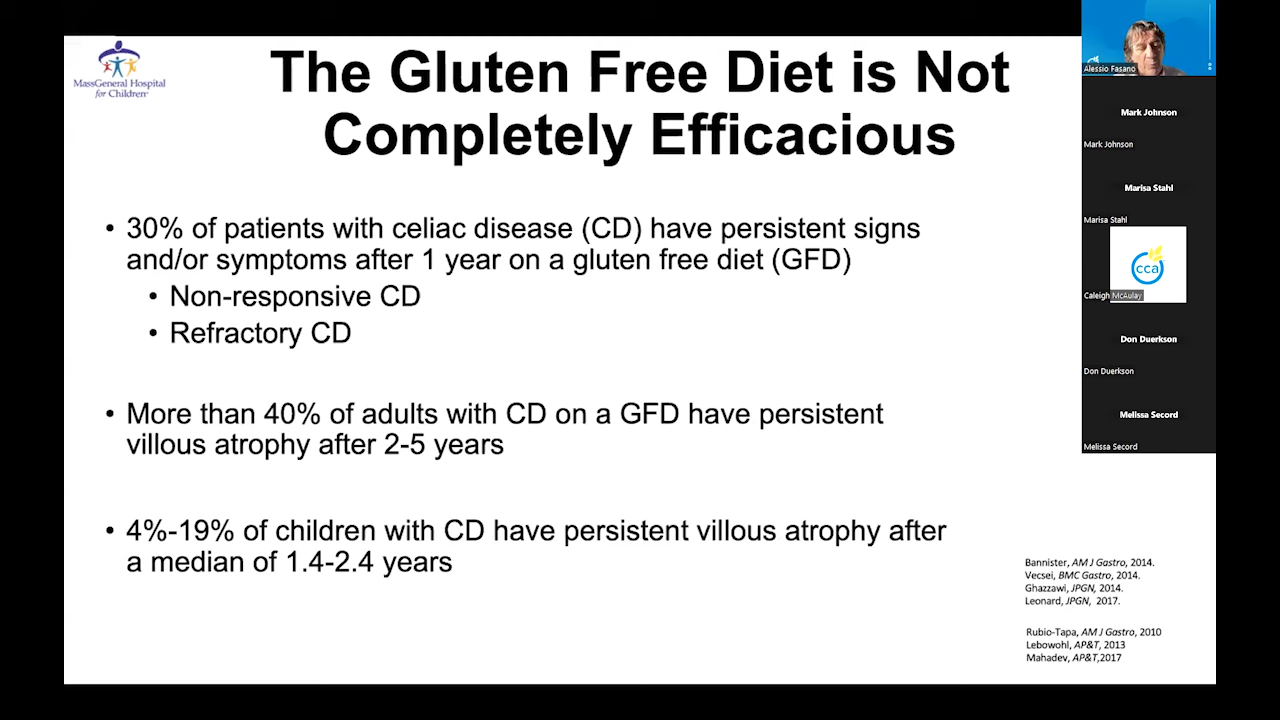 MassGeneral Hospital
for Children
The Gluten Free Diet is Not
Completely Efficacious
• 30% of patients with celiac disease (CD) have persistent signs
and/or symptoms after 1 year on a gluten free diet (GFD)
• Non-responsive CD
• Refractory CD
• More than 40% of adults with CD on a GFD have persistent
villous atrophy after 2-5 years
• 4%-19% of children with CD have persistent villous atrophy after
a median of 1.4-2.4 years
Bannister, AM J Gastro, 2014.
Vecsei, BMC Gastro, 2014.
Ghazzawi, JPGN, 2014.
Leonard, JPGN, 2017.
Rubio-Tapa, AM J Gastro, 2010
Lebowohl, AP&T, 2013
Mahadev, AP&T,2017
Alessio Fasano
Mark Johnson
Mark Johnson
Marisa Stahl
Marisa Stahl
cca
Caleigh McAulay
Don Duerkson
Don Duerkson
Melissa Secord
Melissa Secord